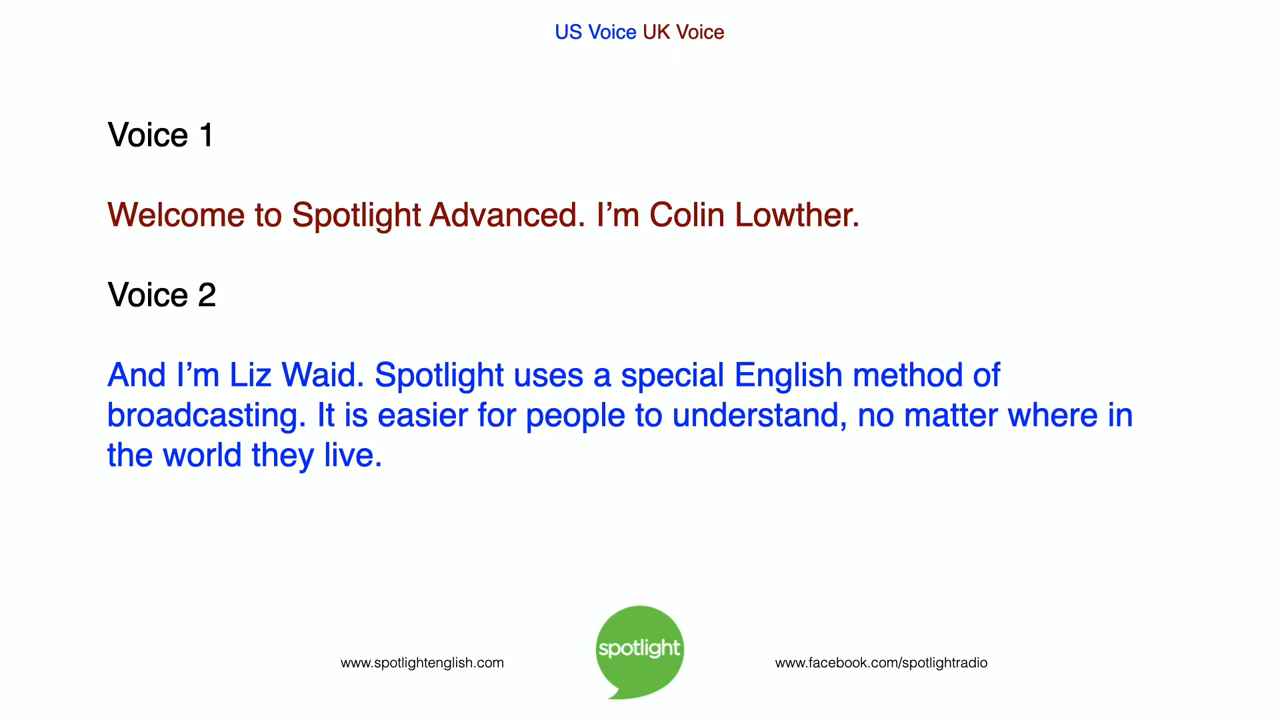 US Voice UK Voice
Voice 1
Welcome to Spotlight Advanced. I’m Colin Lowther.
Voice 2
And I’m Liz Waid. Spotlight uses a special English method of
broadcasting. It is easier for people to understand, no matter where in
the world they live.
www.spotlightenglish.com
spotlight
www.facebook.com/spotlightradio